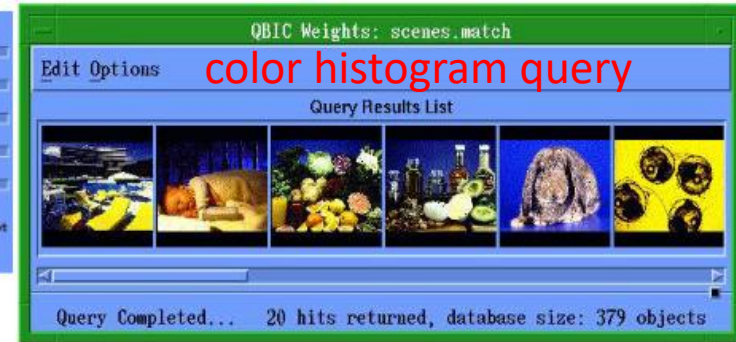 QBIC Weights: scenes.match
Edit Options
color histogram query
Query Results List
Query Completed... 20 hits returned, database size: 379 objects